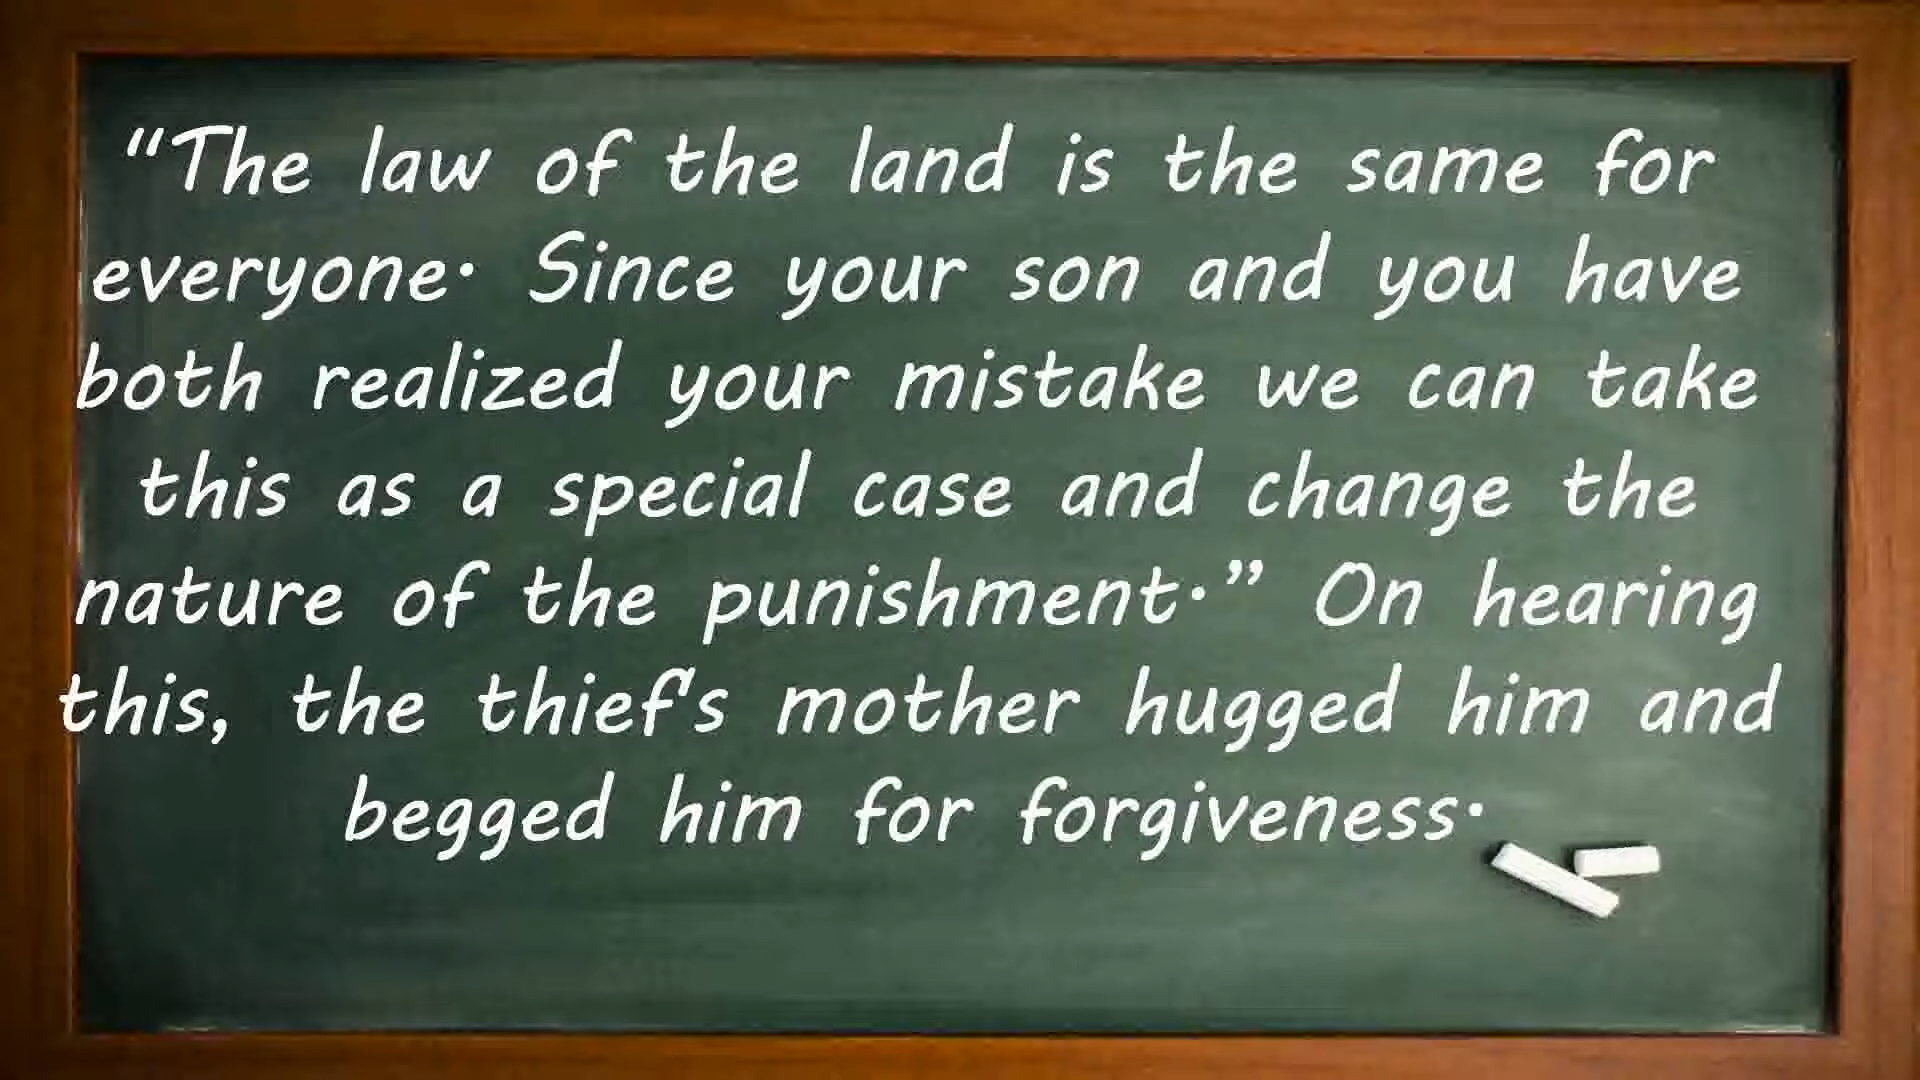 “The law of the land is the same for
everyone. Since your son and you have
both realized your mistake we can take
this as a special case and change the
nature of the punishment.” On hearing
this, the thief's mother hugged him and
begged him for forgiveness.